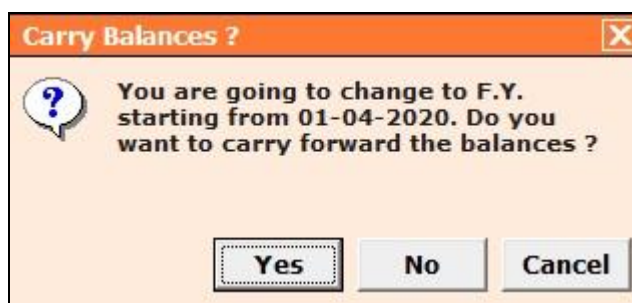 Carry Balances ?
You are going to change to F.Y.
starting from 01-04-2020. Do you
want to carry forward the balances ?
Yes No Cancel